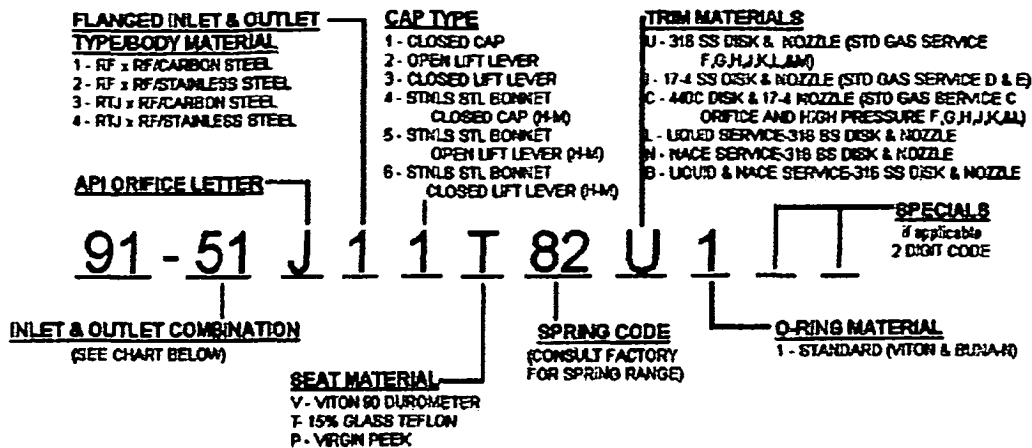 FLANGED INLET & OUTLET
TYPE/BODY MATERIAL
1 - RF x RF/CARBON STEEL
2 - RF x RF/STAINLESS STEEL
3 - RTJ x RF/CARBON STEEL
4 - RTJ x RF/STAINLESS STEEL
CAP TYPE
1 - CLOSED CAP
2 - OPEN LIFT LEVER
3 - CLOSED LIFT LEVER
4 - STNLS STL BONNET
CLOSED CAP (H-M)
5 - STNLS STL BONNET
OPEN LIFT LEVER (H-M)
6 - STNLS STL BONNET
CLOSED LIFT LEVER (H-M)
TRIM MATERIALS
U - 316 SS DISK & NOZZLE (STD GAS SERVICE
F,G,H,J,K,L,&M)
- 17-4 SS DISK & NOZZLE (STD GAS SERVICE D & E)
C - 440C DISK & 17-4 NOZZLE (STD GAS SERVICE C
ORIFICE AND HIGH PRESSURE F,G,H,J,K,&L)
L - LIQUID SERVICE-316 SS DISK & NOZZLE
N - NACE SERVICE-316 SS DISK & NOZZLE
B - LIQUID & NACE SERVICE-316 SS DISK & NOZZLE
API ORIFICE LETTER
SPECIALS
if applicable
2 DIGIT CODE
91 - 51 J 1 1 T 82 U 1
INLET & OUTLET COMBINATION
(SEE CHART BELOW)
SPRING CODE
(CONSULT FACTORY
FOR SPRING RANGE)
O-RING MATERIAL
1 - STANDARD (VITON & BUNA-N)
SEAT MATERIAL
V - VITON 90 DUROMETER
T- 15% GLASS TEFLON
P - VIRGIN PEEK